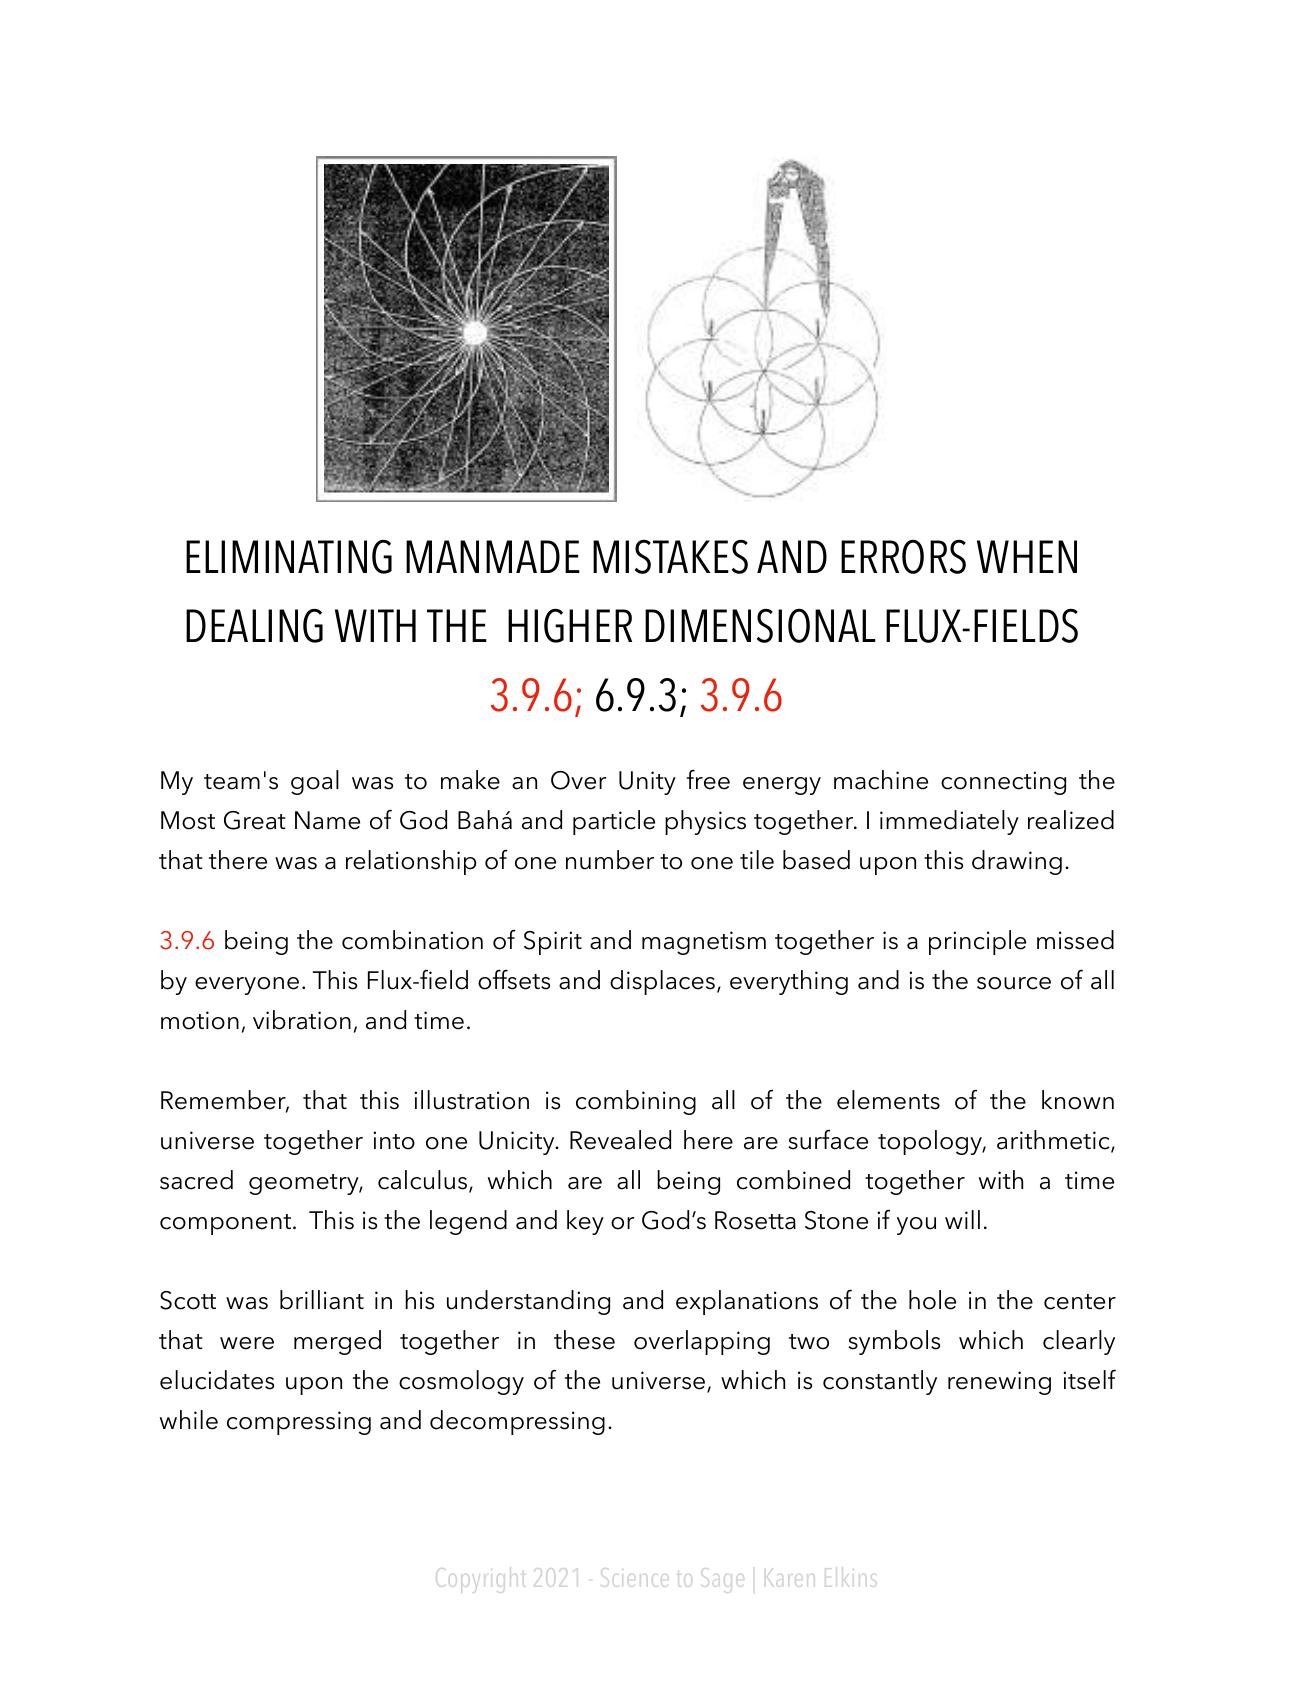 ELIMINATING MANMADE MISTAKES AND ERRORS WHEN
DEALING WITH THE  HIGHER DIMENSIONAL FLUX-FIELDS
3.9.6; 6.9.3; 3.9.6
My team's goal was to make an Over Unity free energy machine connecting the
Most Great Name of God Bahá and particle physics together. I immediately realized
that there was a relationship of one number to one tile based upon this drawing.
3.9.6 being the combination of Spirit and magnetism together is a principle missed
by everyone. This Flux-field offsets and displaces, everything and is the source of all
motion, vibration, and time.
Remember, that this illustration is combining all of the elements of the known
universe together into one Unicity. Revealed here are surface topology, arithmetic,
sacred geometry, calculus, which are all being combined together with a time
component.  This is the legend and key or God’s Rosetta Stone if you will.
Scott was brilliant in his understanding and explanations of the hole in the center
that were merged together in these overlapping two symbols which clearly
elucidates upon the cosmology of the universe, which is constantly renewing itself
while compressing and decompressing.
Copyright 2021 - Science to Sage | Karen Elkins